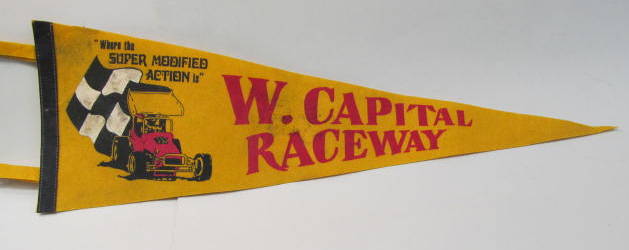 "Where the
SUPER MODIFIED
ACTION is"
W. CAPITAL
RACEWAY